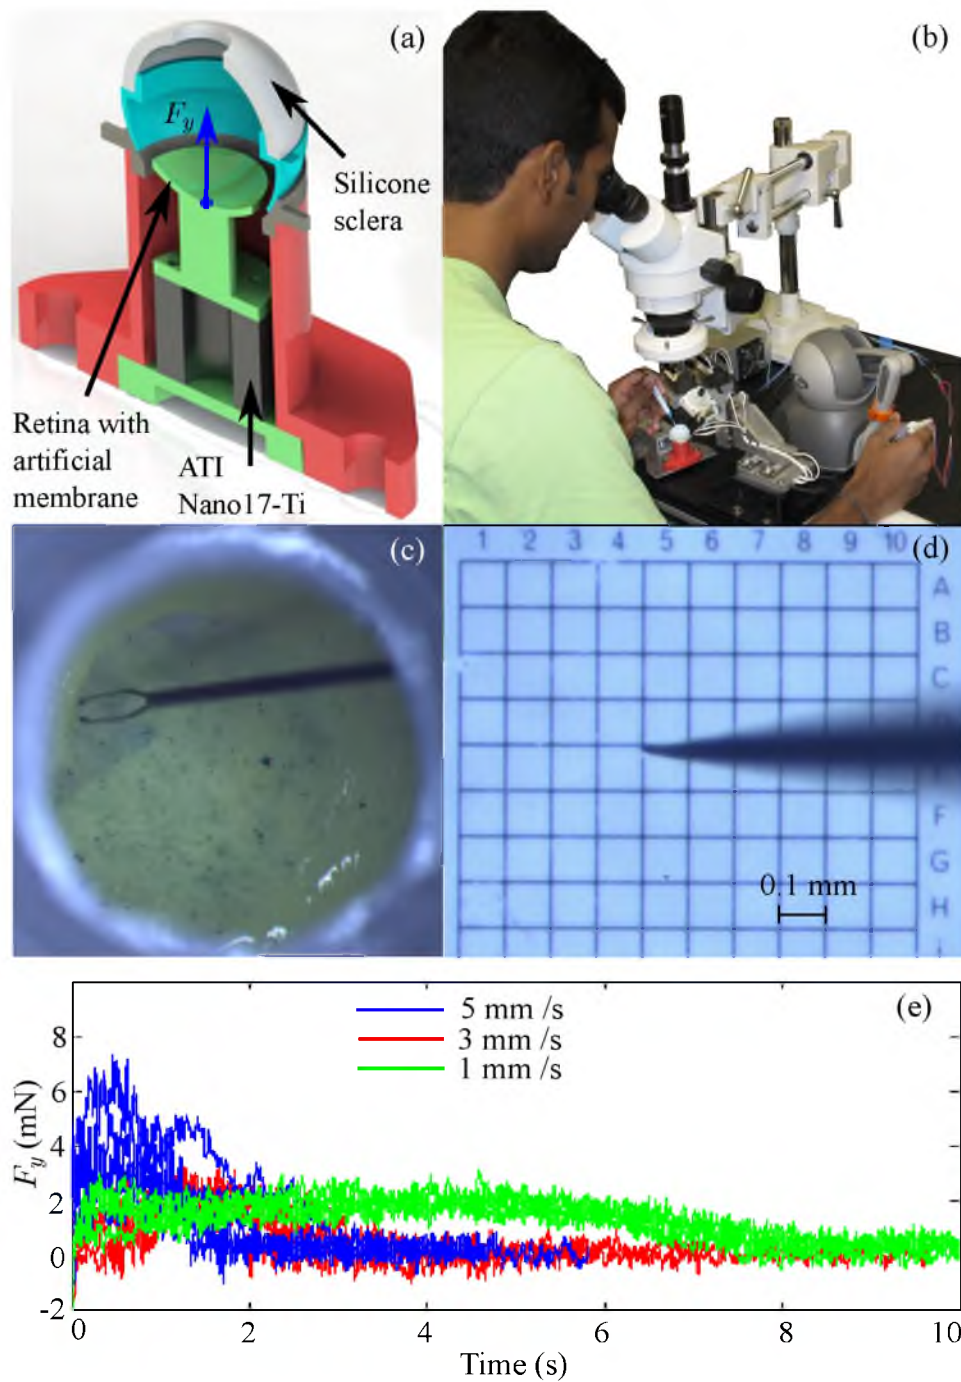 (a)
F_y
Silicone
sclera
Retina with
artificial
membrane
ATI
Nano17-Ti
(b)
(c)
(d)
1 2 3 4 5 6 7 8 9 10
A
B
C
F
G
H
0.1 mm
(e)
5 mm /s
3 mm /s
1 mm /s
F_y (mN)
8
6
4
2
0
-2
0 2 4 6 8 10
Time (s)